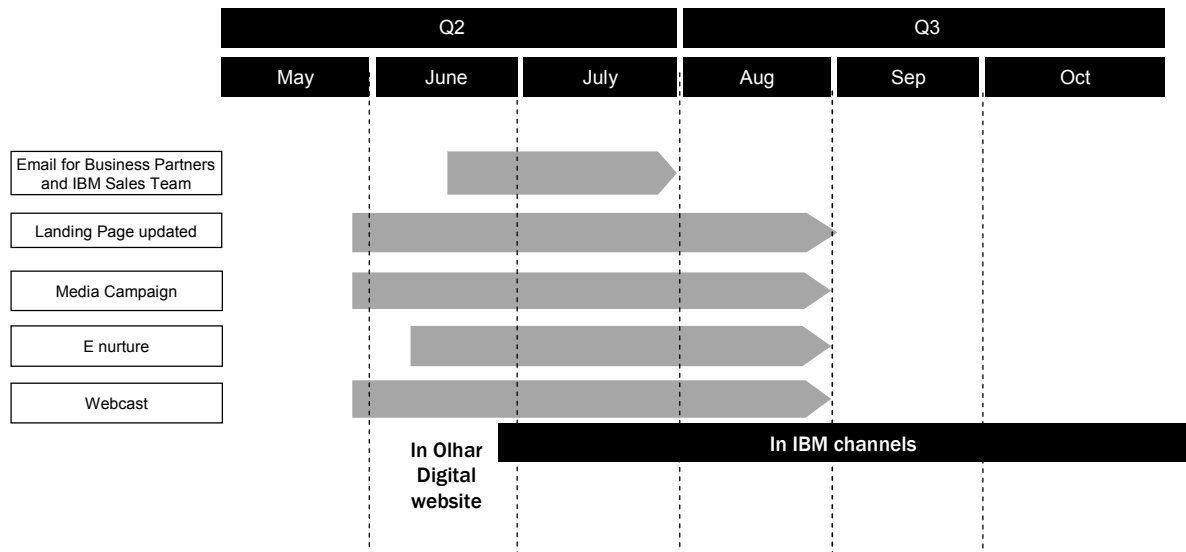 Q2 Q3
May June July Aug Sep Oct
Email for Business Partners
and IBM Sales Team
Landing Page updated
Media Campaign
E nurture
Webcast
In IBM channels
In Olhar
Digital
website